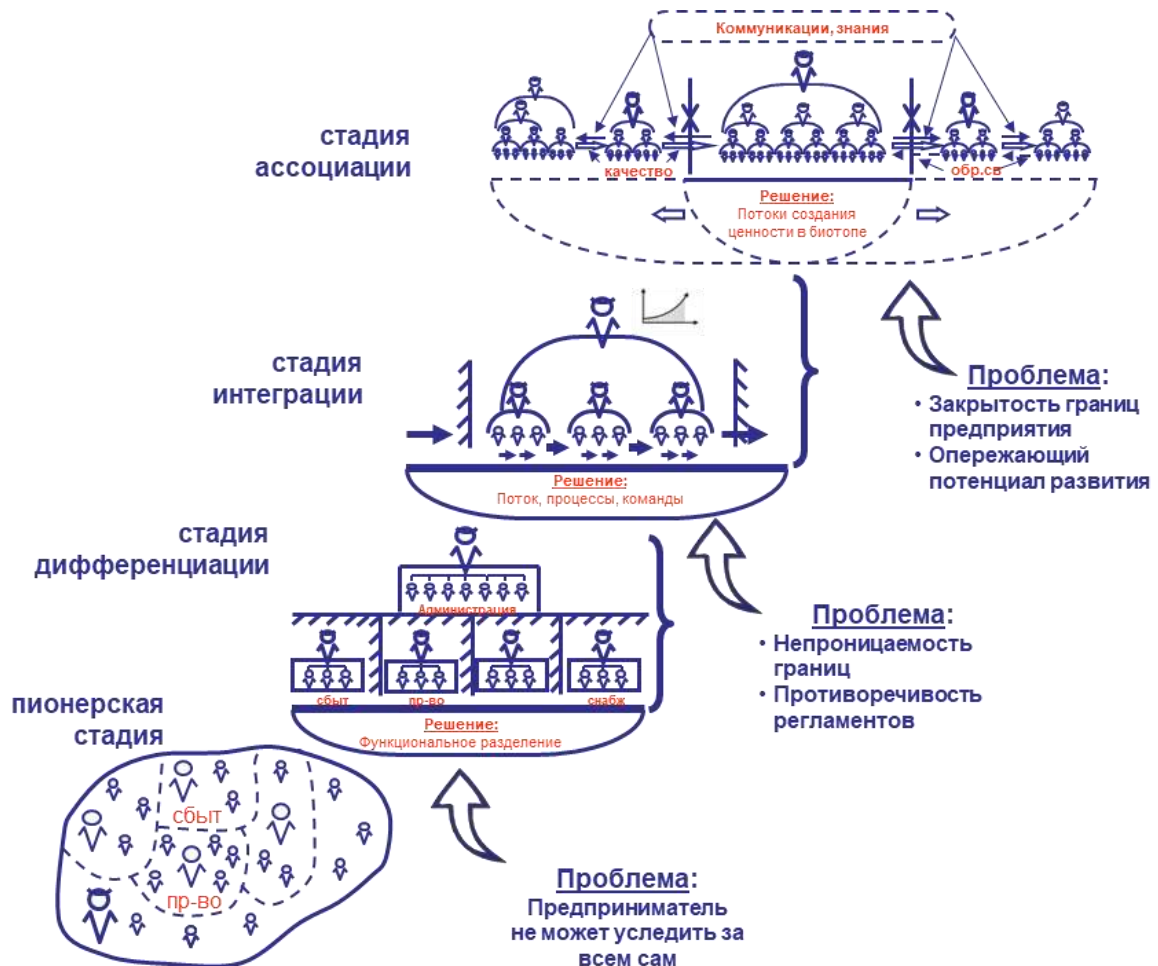 Коммуникации, знания
стадия
ассоциации
качество
обр.св
Решение:
Потоки создания
ценности в биотопе
стадия
интеграции
Проблема:
• Закрытость границ
предприятия
• Опережающий
потенциал развития
Решение:
Поток, процессы, команды
стадия
дифференциации
Администрация
сбыт
пр-во
снабж
Проблема:
• Непроницаемость
границ
• Противоречивость
регламентов
Решение:
Функциональное разделение
пионерская
стадия
сбыт
пр-во
Проблема:
Предприниматель
не может уследить за
всем сам